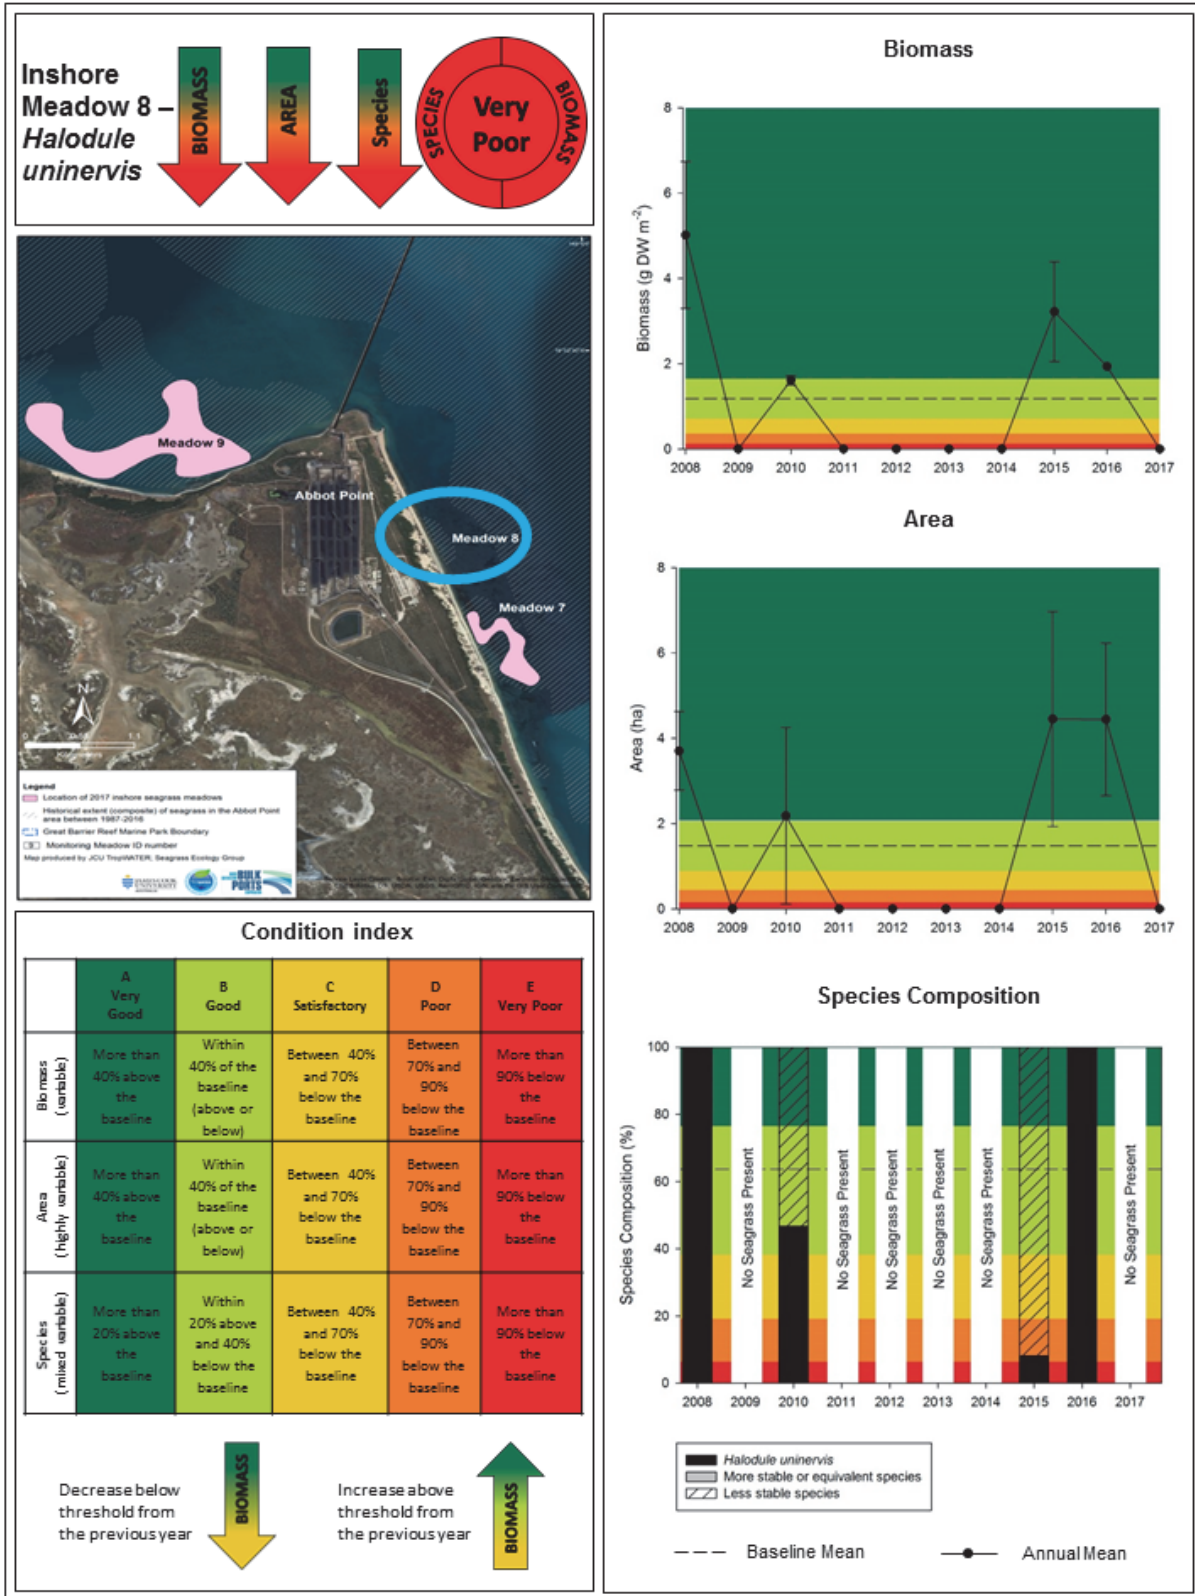 Inshore
Meadow 8 –
Halodule
uninervis
BIOMASS
AREA
Species
SPECIES
Very
Poor
BIOMASS
Meadow 9
Abbot Point
Meadow 8
Meadow 7
N
0
1.1
Legend
Location of 2017 inshore seagrass meadows
Historical extent (composite) of seagrass in the Abbot Point
area between 1987-2016
Great Barrier Reef Marine Park Boundary
Monitoring Meadow ID number
Map produced by JCU TropWATER, Seagrass Ecology Group
JAMES COOK
UNIVERSITY
AUSTRALIA
BULK
PORTS
Condition index
A
Very
Good
B
Good
C
Satisfactory
D
Poor
E
Very Poor
Biomass
(variable)
More than
40% above
the
baseline
Within
40% of the
baseline
(above or
below)
Between 40%
and 70%
below the
baseline
Between
70% and
90%
below the
baseline
More than
90% below
the
baseline
Area
(highly variable)
More than
40% above
the
baseline
Within
40% of the
baseline
(above or
below)
Between 40%
and 70%
below the
baseline
Between
70% and
90%
below the
baseline
More than
90% below
the
baseline
Species
(mixed variable)
More than
20% above
the
baseline
Within
20% above
and 40%
below the
baseline
Between 40%
and 70%
below the
baseline
Between
70% and
90%
below the
baseline
More than
90% below
the
baseline
Decrease below
threshold from
the previous year
BIOMASS
Increase above
threshold from
the previous year
BIOMASS
Biomass
Biomass (g DW m⁻²)
8
6
4
2
0
2008 2009 2010 2011 2012 2013 2014 2015 2016 2017
Area
Area (ha)
8
6
4
2
0
2008 2009 2010 2011 2012 2013 2014 2015 2016 2017
Species Composition
Species Composition (%)
100
80
60
40
20
0
No Seagrass Present
No Seagrass Present
No Seagrass Present
No Seagrass Present
No Seagrass Present
No Seagrass Present
2008 2009 2010 2011 2012 2013 2014 2015 2016 2017
Halodule uninervis
More stable or equivalent species
Less stable species
Baseline Mean
Annual Mean